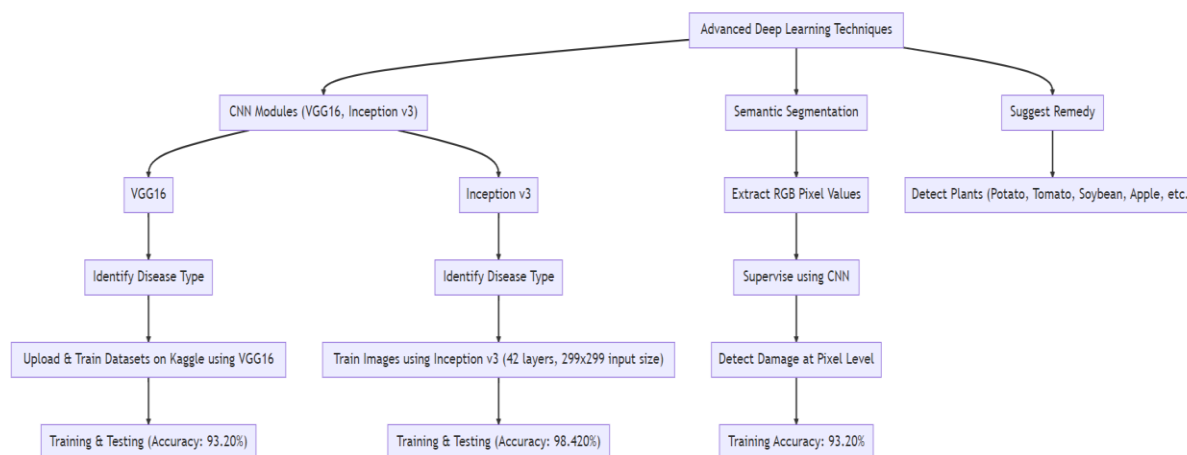 Advanced Deep Learning Techniques
CNN Modules (VGG16, Inception v3)
Semantic Segmentation
Suggest Remedy
VGG16
Inception v3
Extract RGB Pixel Values
Detect Plants (Potato, Tomato, Soybean, Apple, etc.
Identify Disease Type
Identify Disease Type
Supervise using CNN
Upload & Train Datasets on Kaggle using VGG16
Train Images using Inception v3 (42 layers, 299x299 input size)
Detect Damage at Pixel Level
Training & Testing (Accuracy: 93.20%)
Training & Testing (Accuracy: 98.420%)
Training Accuracy: 93.20%